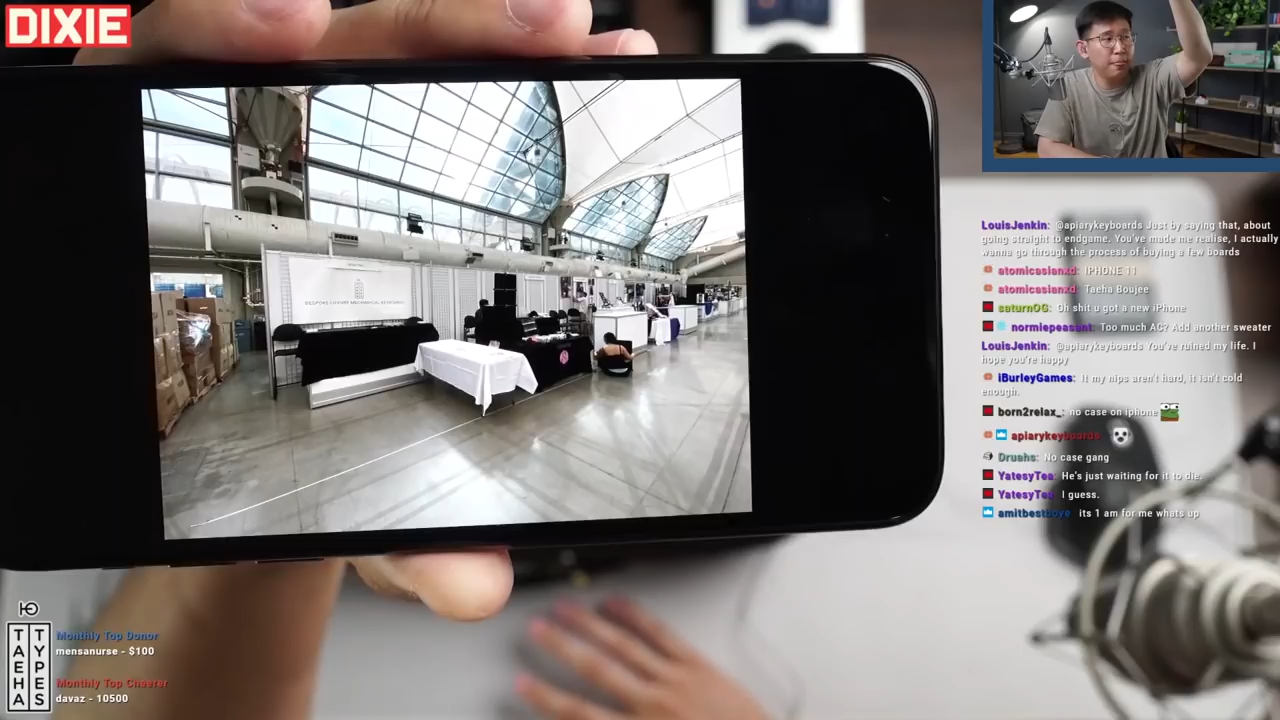 DIXIE
BESPOKE LUXURY MECHANICAL KEYBOARDS
LouisJenkin: @apiarykeyboards Just by saying that, about
going straight to endgame. You've made me realise, I actually
wanna go through the process of buying a few boards
atomicasianxd: IPHONE 11
atomicasianxd: Taeha Boujee
saturnOG: Oh shit u got a new iPhone
normiepeasant: Too much AC? Add another sweater
LouisJenkin: @apiarykeyboards You've ruined my life. I
hope you're happy
iBurleyGames: If my nips aren't hard, it isn't cold
enough.
born2relax_: no case on iphone
apiarykeyboards
Druahs: No case gang
YatesyTea: He's just waiting for it to die.
YatesyTea: I guess.
amitbestboye: its 1 am for me whats up
TAEHA
TYPES
Monthly Top Donor
mensanurse - $100
Monthly Top Cheerer
davaz - 10500